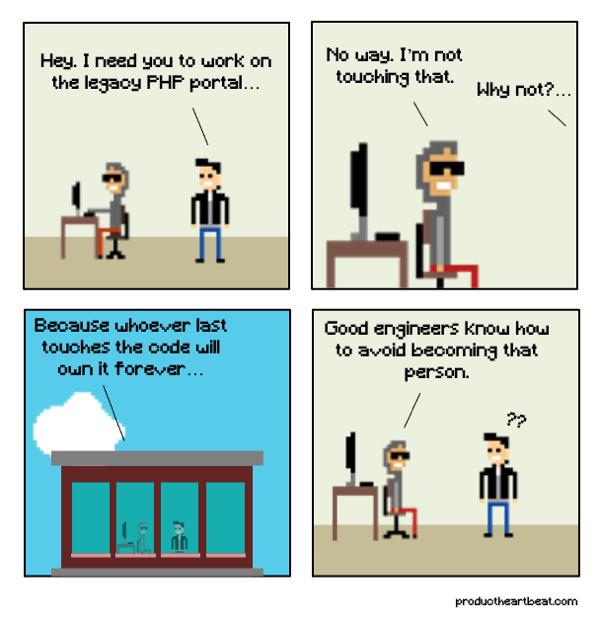 Hey. I need you to work on
the legacy PHP portal...
No way. I'm not
touching that.
Why not?...
Because whoever last
touches the code will
own it forever...
Good engineers know how
to avoid becoming that
person.
??
productheartbeat.com